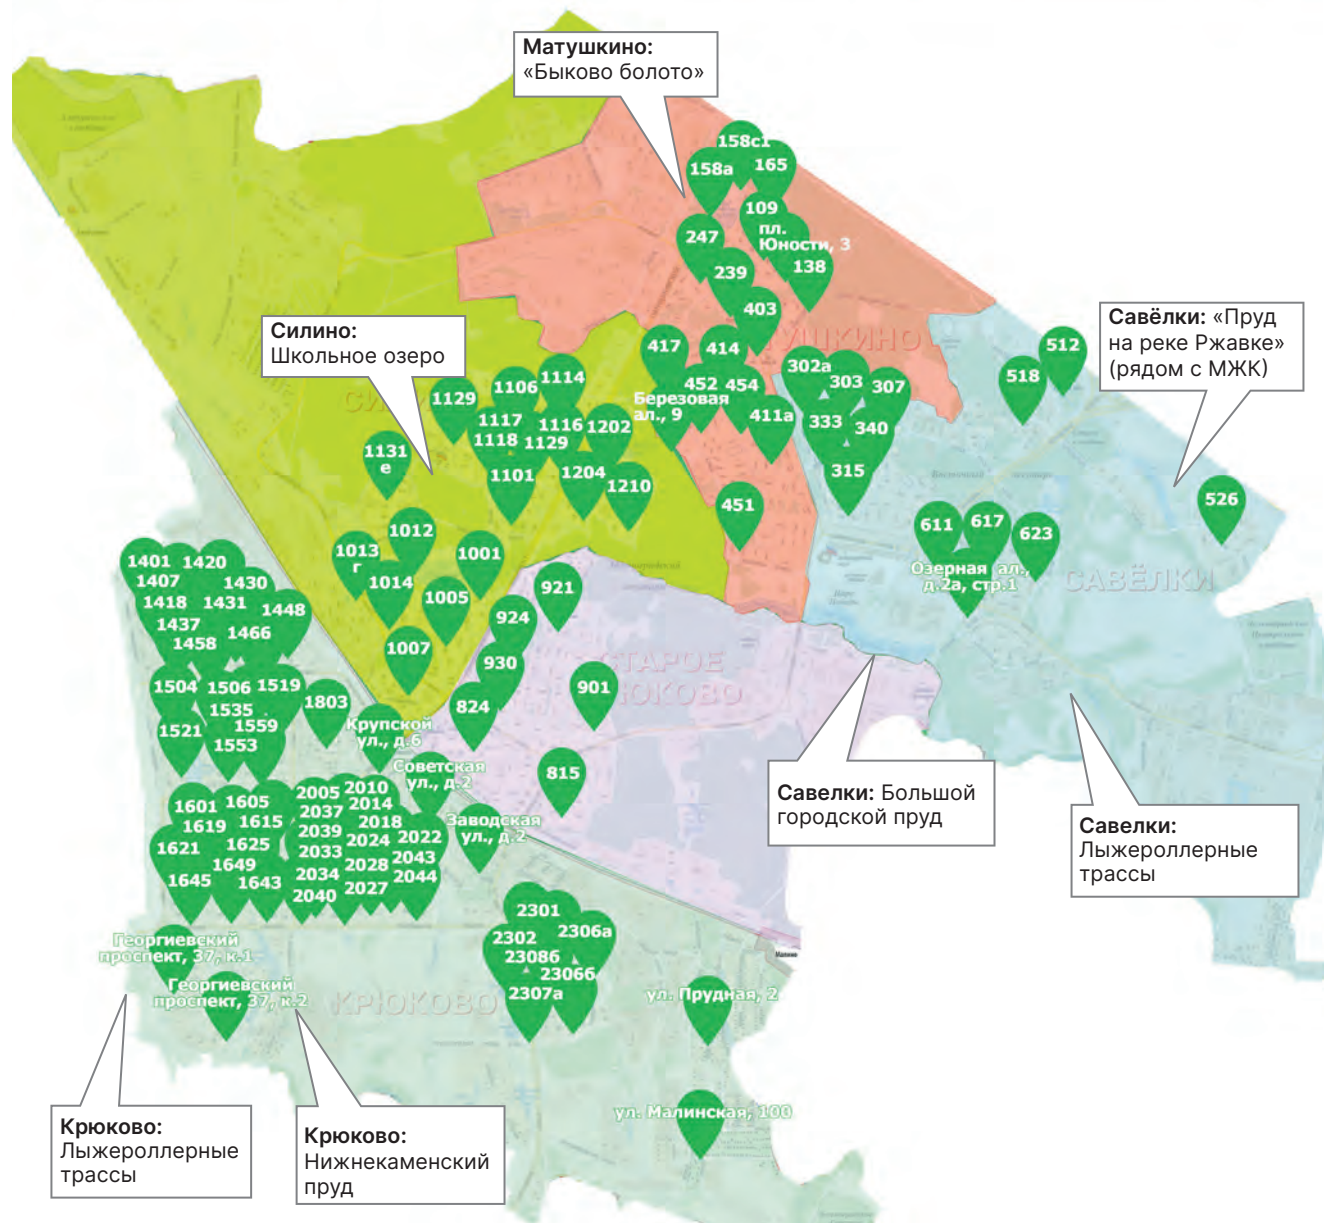 Матушкино:
«Быково болото»
158с1
158а
165
109
пл.
Юности, 3
247
138
239
403
Силино:
Школьное озеро
Савёлки: «Пруд
на реке Ржавке»
(рядом с МЖК)
417
414
512
518
302а
303
307
452
454
Березовая
ал., 9
411а
333
340
315
1129
1106
1114
1117
1116
1202
1118
1129
1131
е
1101
1204
1210
451
526
611
617
623
Озерная ал.,
д.2а, стр.1
САВЁЛКИ
1012
1013
г
1001
1014
1005
1007
921
924
930
СТАРОЕ
КРЮКОВО
901
824
815
1401
1420
1407
1430
1418
1431
1448
1437
1466
1458
1504
1506
1519
1803
1535
1521
1559
1553
Крупской
ул., д.6
Советская
ул., д.2
Заводская
ул., д.2
Савелки: Большой
городской пруд
Савелки:
Лыжероллерные
трассы
1601
1605
2005
2010
2014
1619
1615
2037
2018
2022
1621
1625
2039
2024
2033
2043
1649
2028
1645
1643
2034
2044
2027
2040
2301
2306а
2302
2308б
2306б
2307а
Георгиевский
проспект, 37, к.1
Георгиевский
проспект, 37, к.2
КРЮКОВО
Малино
ул. Прудная, 2
ул. Малинская, 100
Крюково:
Лыжероллерные
трассы
Крюково:
Нижнекаменский
пруд